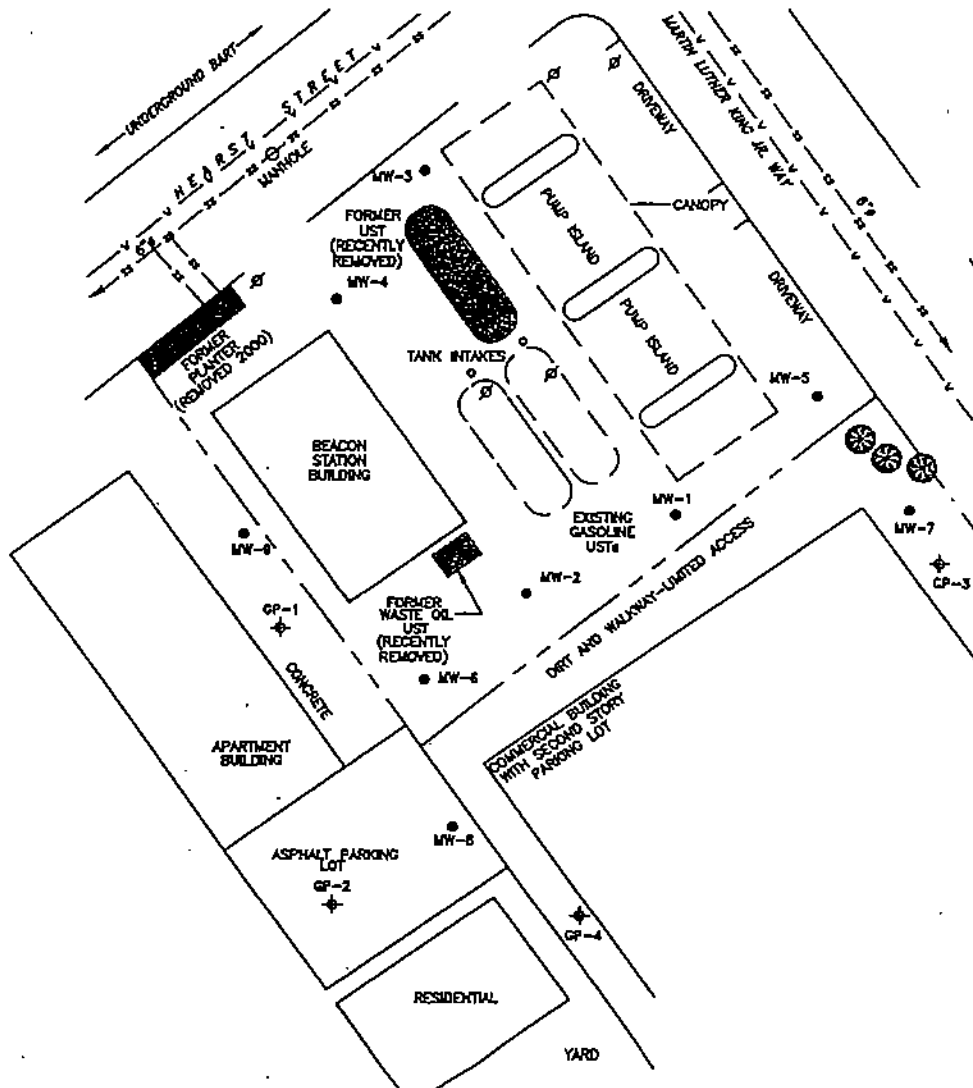 UNDERGROUND BART
HEARST STREET
MANHOLE
6"ø
MARTIN LUTHER KING JR. WAY
6"ø
DRIVEWAY
MW-3
PUMP ISLAND
CANOPY
FORMER
UST
(RECENTLY
REMOVED)
MW-4
DRIVEWAY
PUMP ISLAND
FORMER
PLANTER
(REMOVED 2000)
TANK INTAKES
MW-5
BEACON
STATION
BUILDING
MW-1
EXISTING
GASOLINE
USTs
MW-7
GP-3
MW-2
DIRT AND WALKWAY-LIMITED ACCESS
GP-1
FORMER
WASTE OIL
UST
(RECENTLY
REMOVED)
MW-6
CONCRETE
APARTMENT
BUILDING
COMMERCIAL BUILDING
WITH SECOND STORY
PARKING LOT
ASPHALT PARKING
LOT
GP-2
GP-4
RESIDENTIAL
YARD